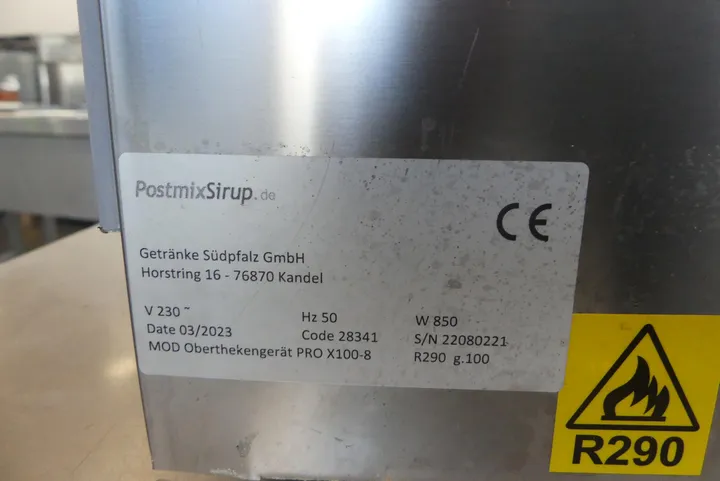 PostmixSirup.de
CE
Getränke Südpfalz GmbH
Horstring 16 - 76870 Kandel
V 230 ~ Hz 50 W 850
Date 03/2023 Code 28341 S/N 22080221
MOD Oberthekengerät PRO X100-8 R290 g.100
R290